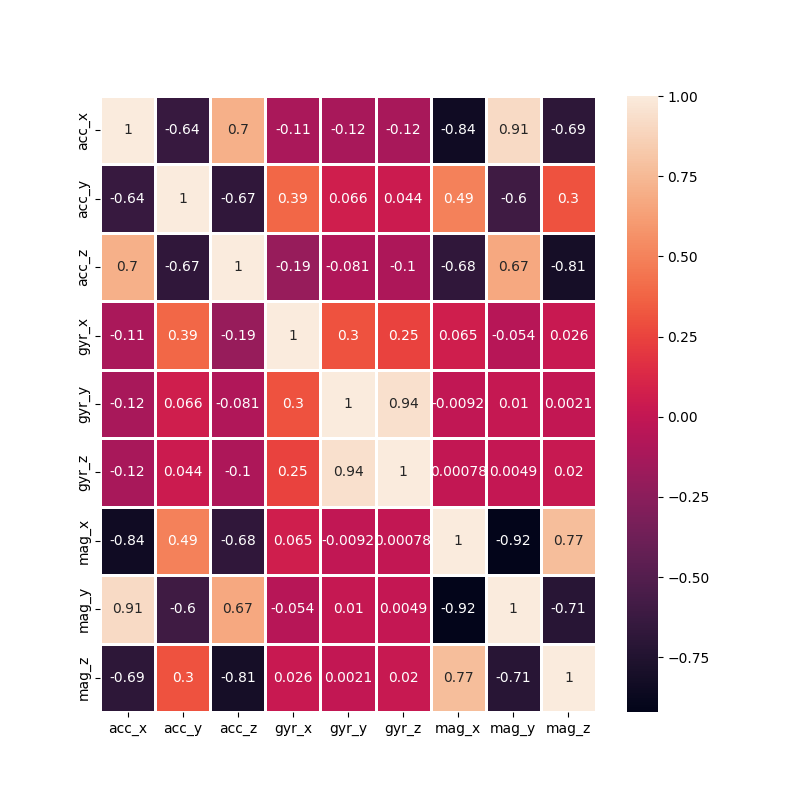 acc_x 1 -0.64 0.7 -0.11 -0.12 -0.12 -0.84 0.91 -0.69
acc_y -0.64 1 -0.67 0.39 0.066 0.044 0.49 -0.6 0.3
acc_z 0.7 -0.67 1 -0.19 -0.081 -0.1 -0.68 0.67 -0.81
gyr_x -0.11 0.39 -0.19 1 0.3 0.25 0.065 -0.054 0.026
gyr_y -0.12 0.066 -0.081 0.3 1 0.94 -0.0092 0.01 0.0021
gyr_z -0.12 0.044 -0.1 0.25 0.94 1 0.00078 0.0049 0.02
mag_x -0.84 0.49 -0.68 0.065 -0.0092 0.00078 1 -0.92 0.77
mag_y 0.91 -0.6 0.67 -0.054 0.01 0.0049 -0.92 1 -0.71
mag_z -0.69 0.3 -0.81 0.026 0.0021 0.02 0.77 -0.71 1
acc_x acc_y acc_z gyr_x gyr_y gyr_z mag_x mag_y mag_z
1.00
0.75
0.50
0.25
0.00
−0.25
−0.50
−0.75